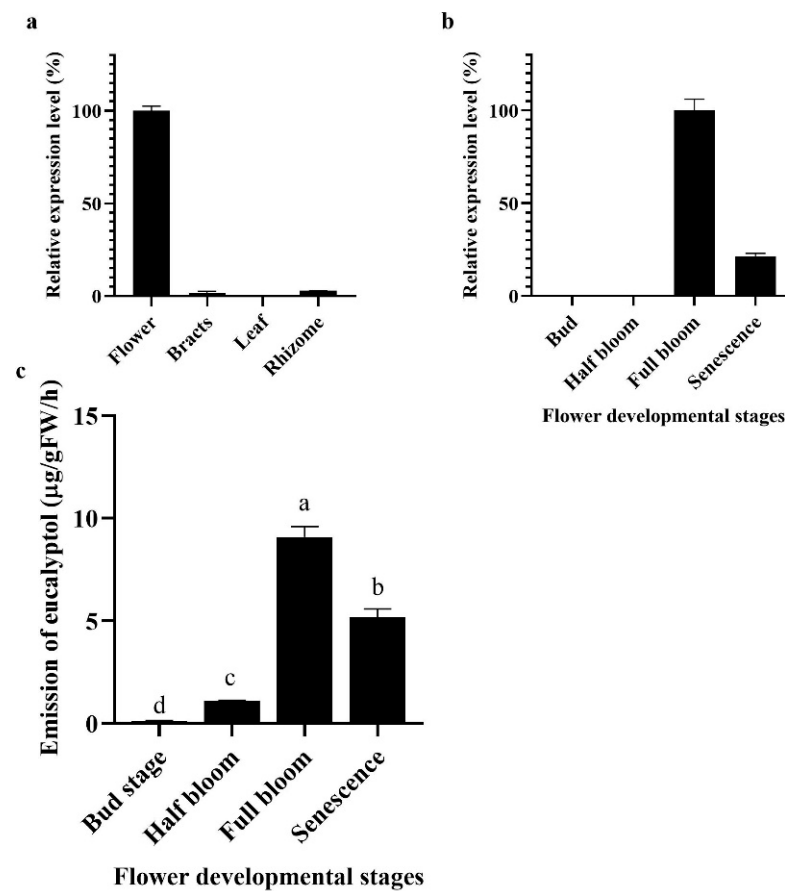 a
Relative expression level (%)
100
50
0
Flower
Bracts
Leaf
Rhizome
b
Relative expression level (%)
100
50
0
Bud
Half bloom
Full bloom
Senescence
Flower developmental stages
c
Emission of eucalyptol (µg/gFW/h)
15
10
5
0
d
c
a
b
Bud stage
Half bloom
Full bloom
Senescence
Flower developmental stages